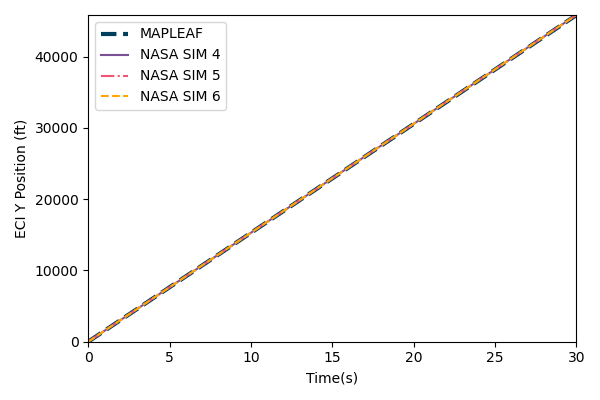 MAPLEAF
NASA SIM 4
NASA SIM 5
NASA SIM 6
ECI Y Position (ft)
40000
30000
20000
10000
0
0 5 10 15 20 25 30
Time(s)